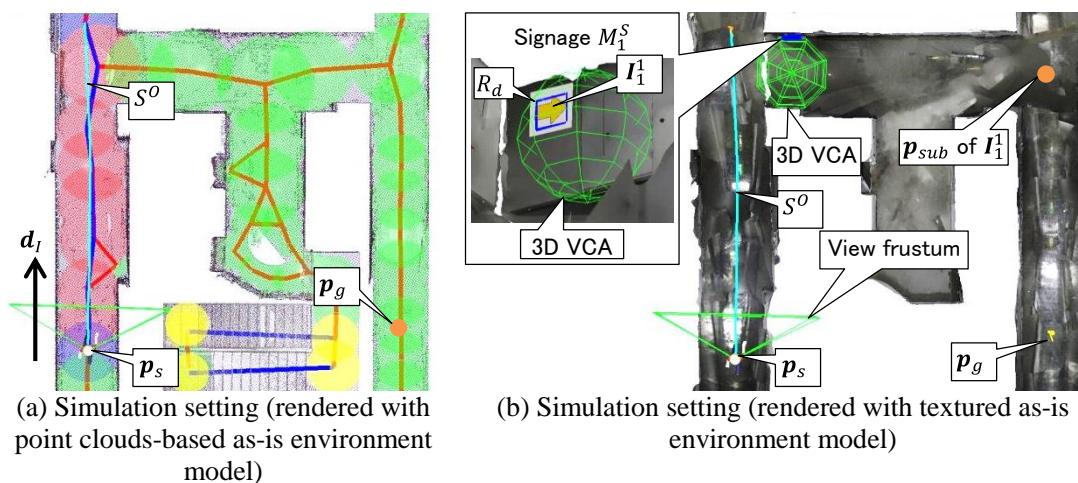 S^O
d_I
p_g
p_s
Signage M_1^S
R_d
I_1^1
3D VCA
3D VCA
p_sub of I_1^1
S^O
View frustum
p_s
p_g
(a) Simulation setting (rendered with
point clouds-based as-is environment
model)
(b) Simulation setting (rendered with textured as-is
environment model)